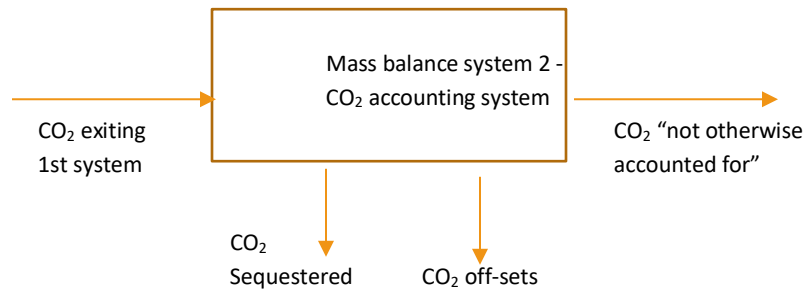 Mass balance system 2 -
CO₂ accounting system
CO₂ exiting
1st system
CO₂ “not otherwise
accounted for”
CO₂
Sequestered
CO₂ off-sets